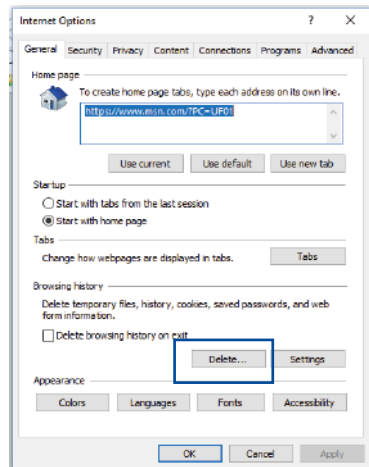 Internet Options ? X
General Security Privacy Content Connections Programs Advanced
Home page
To create home page tabs, type each address on its own line.
https://www.msn.com/?PC=UF01
Use current Use default Use new tab
Startup
Start with tabs from the last session
Start with home page
Tabs
Change how webpages are displayed in tabs. Tabs
Browsing history
Delete temporary files, history, cookies, saved passwords, and web
form information.
Delete browsing history on exit
Delete... Settings
Appearance
Colors Languages Fonts Accessibility
OK Cancel Apply